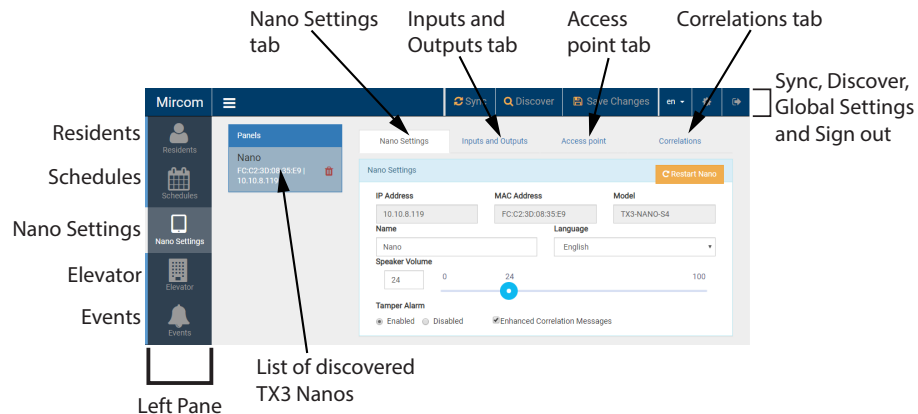 Nano Settings
tab
Inputs and
Outputs tab
Access
point tab
Correlations tab
Sync, Discover,
Global Settings
and Sign out
Mircom
Sync
Discover
Save Changes
en
Residents
Schedules
Nano Settings
Elevator
Events
Residents
Schedules
Nano Settings
Elevator
Events
Panels
Nano
FC:C2:3D:08:35:E9 |
10.10.8.119
Nano Settings
Inputs and Outputs
Access point
Correlations
Nano Settings
Restart Nano
IP Address
MAC Address
Model
10.10.8.119
FC:C2:3D:08:35:E9
TX3-NANO-S4
Name
Language
Nano
English
Speaker Volume
24
0
24
100
Tamper Alarm
Enabled
Disabled
Enhanced Correlation Messages
List of discovered
TX3 Nanos
Left Pane